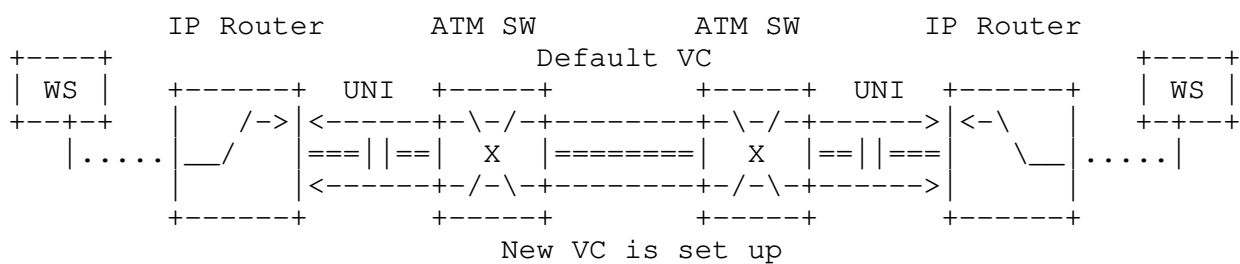 IP Router ATM SW ATM SW IP Router
Default VC
WS UNI UNI WS
X X
New VC is set up